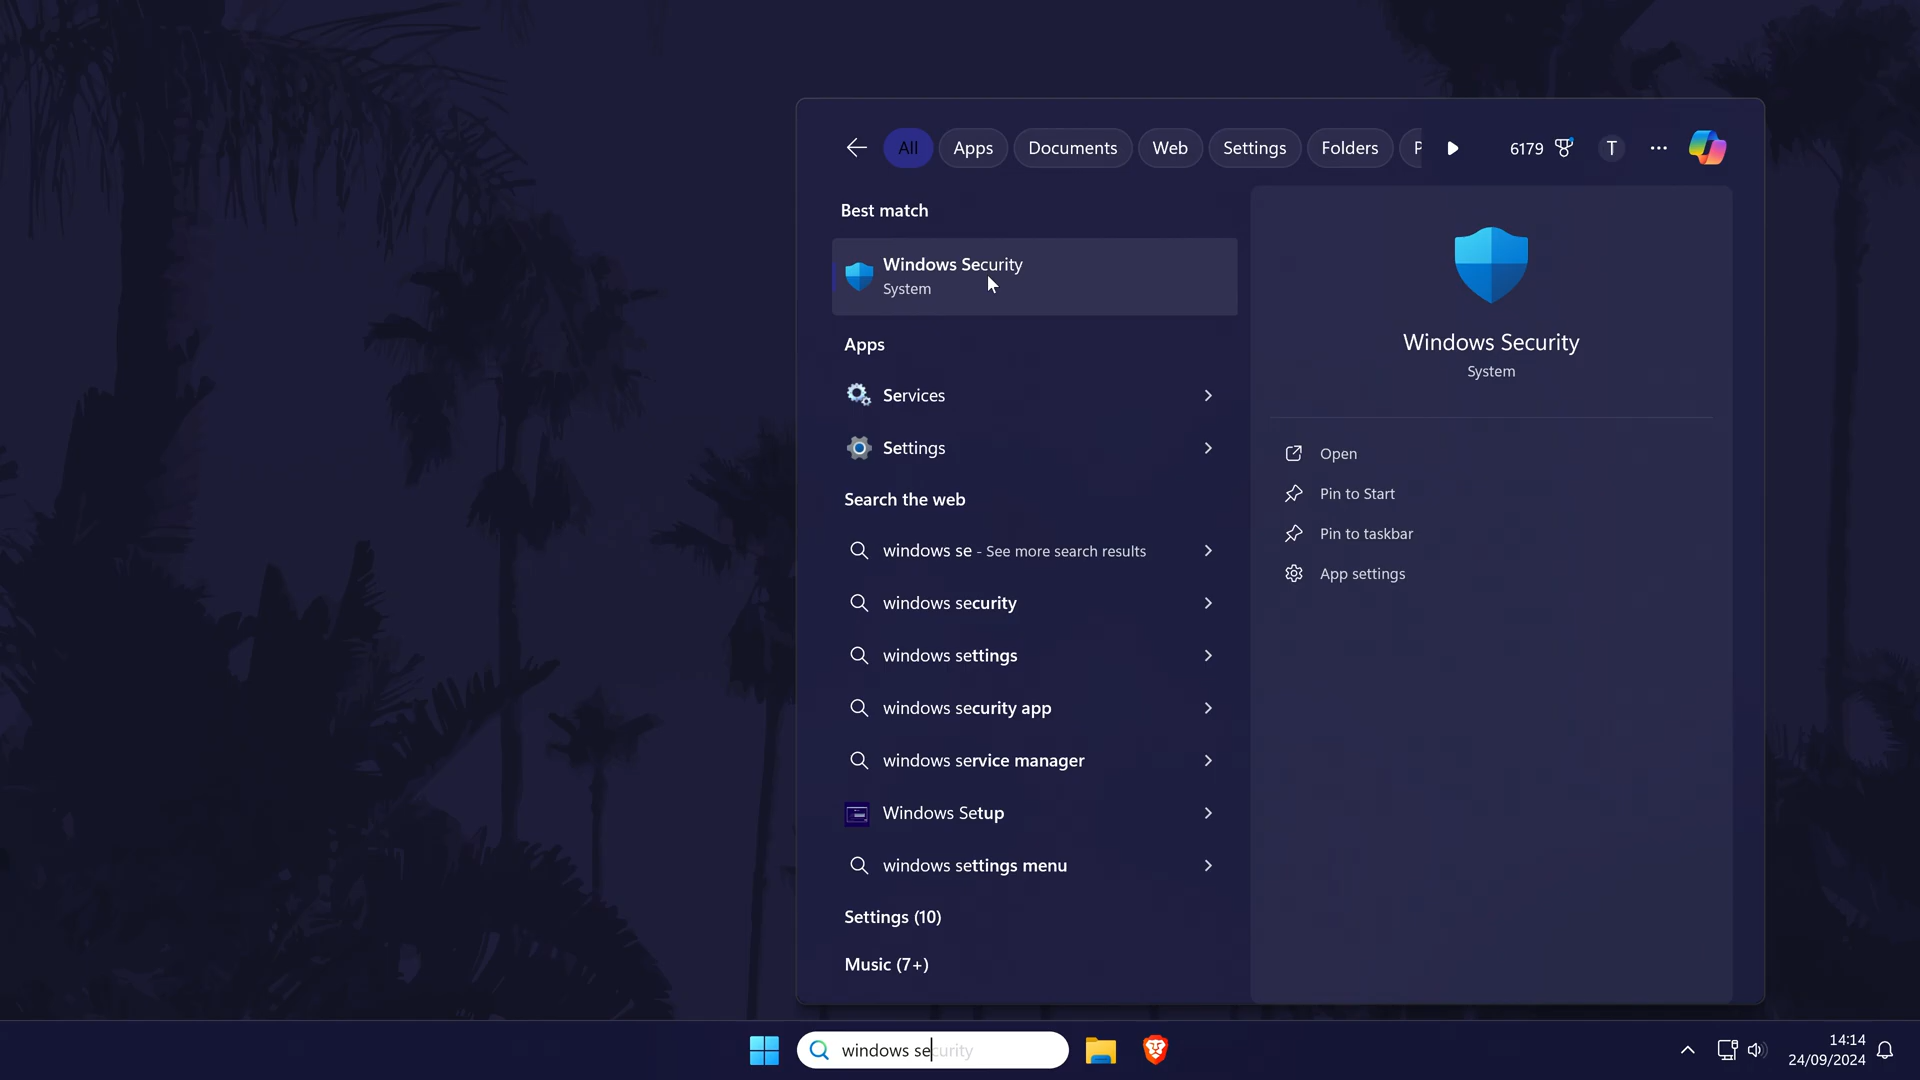 All
Apps
Documents
Web
Settings
Folders
P
6179
T
Best match
Windows Security
System
Apps
Services
Settings
Search the web
windows se - See more search results
windows security
windows settings
windows security app
windows service manager
Windows Setup
windows settings menu
Settings (10)
Music (7+)
Windows Security
System
Open
Pin to Start
Pin to taskbar
App settings
windows security
14:14
24/09/2024